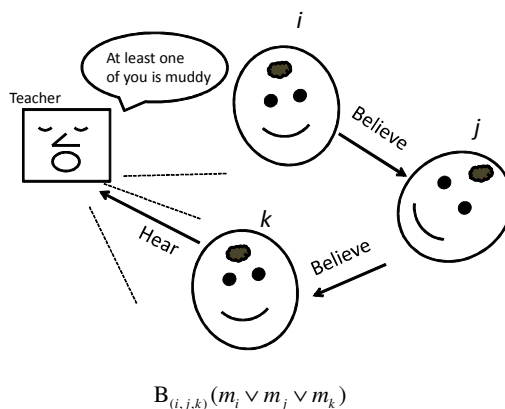 i
At least one
of you is muddy
Teacher
Believe
j
k
Hear
Believe
B₍ᵢ,ⱼ,ₖ₎(mᵢ ∨ mⱼ ∨ mₖ)